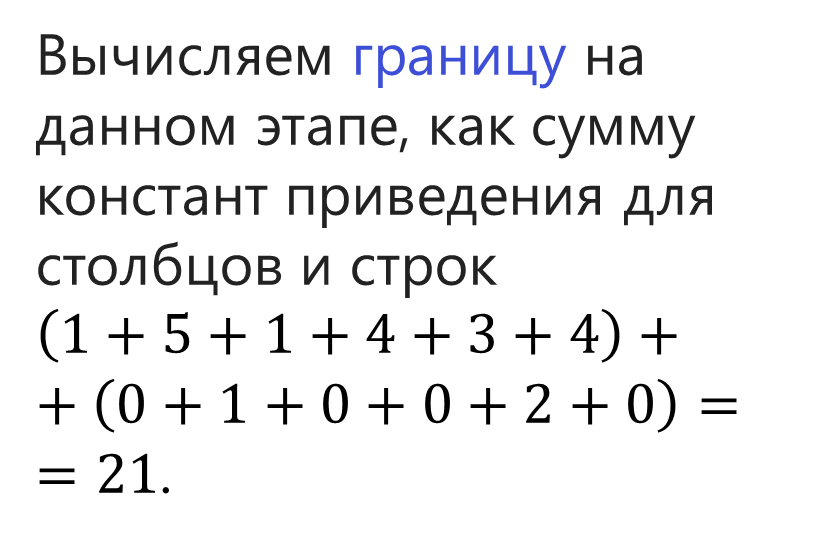 Вычисляем границу на
данном этапе, как сумму
констант приведения для
столбцов и строк
(1 + 5 + 1 + 4 + 3 + 4) +
+ (0 + 1 + 0 + 0 + 2 + 0) =
= 21.